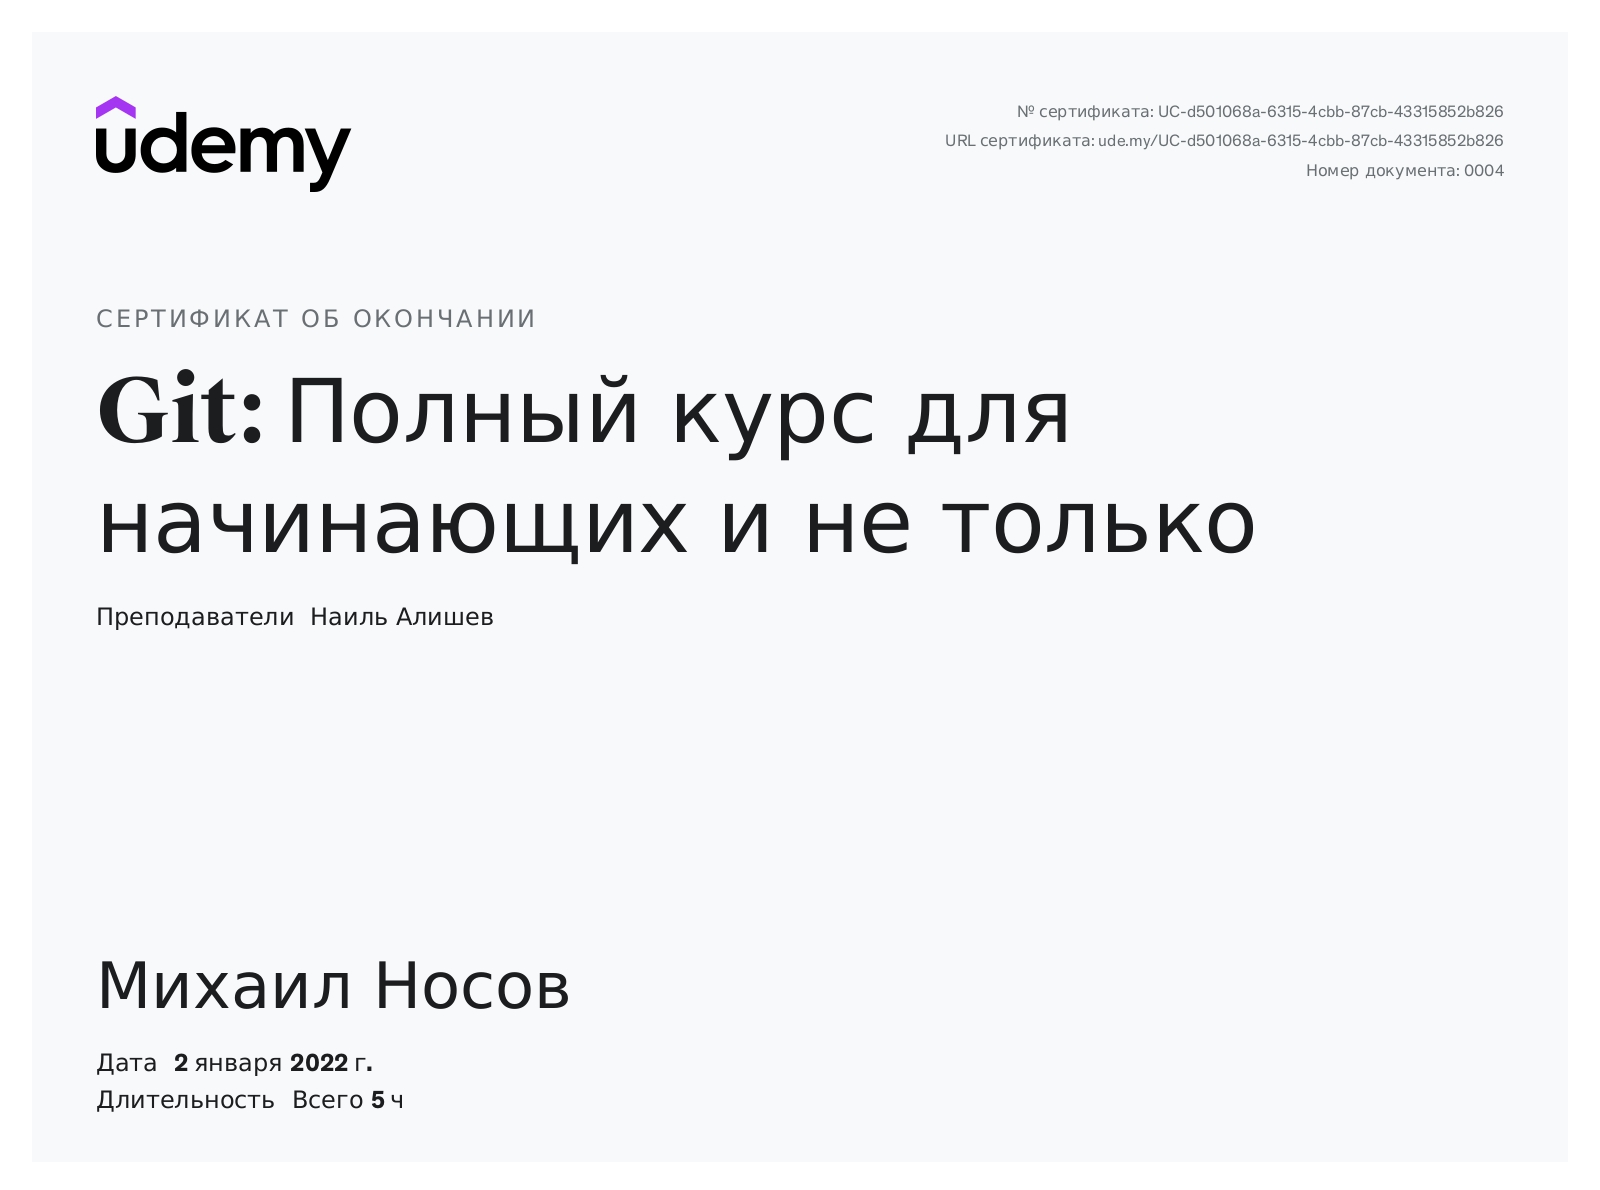 udemy
№ сертификата: UC-d501068a-6315-4cbb-87cb-43315852b826
URL сертификата: ude.my/UC-d501068a-6315-4cbb-87cb-43315852b826
Номер документа: 0004
СЕРТИФИКАТ ОБ ОКОНЧАНИИ
Git: Полный курс для
начинающих и не только
Преподаватели Наиль Алишев
Михаил Носов
Дата 2 января 2022 г.
Длительность Всего 5 ч